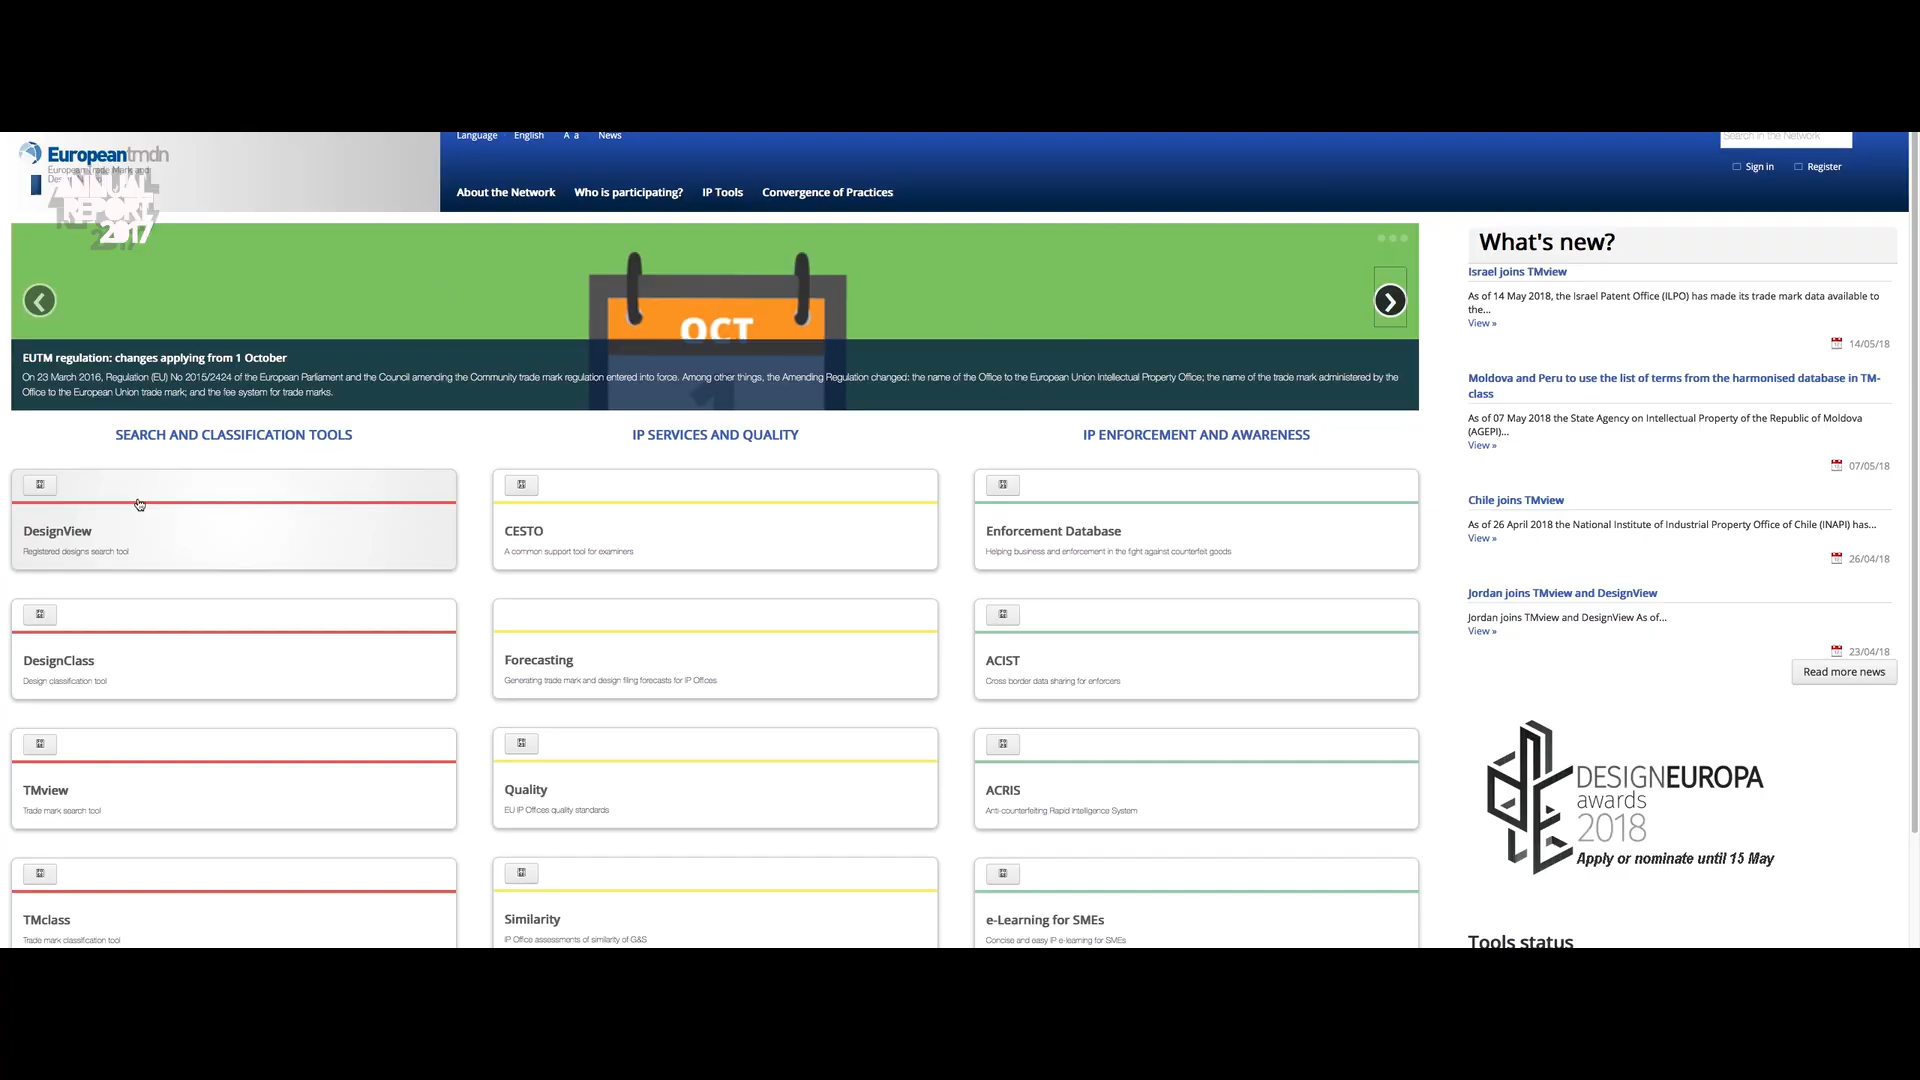 Language English A a News
Search in the Network
Sign in Register
Europeantmdn
European Trade Mark and
ANNUAL
REPORT
2017
About the Network Who is participating? IP Tools Convergence of Practices
OCT
1
EUTM regulation: changes applying from 1 October
On 23 March 2016, Regulation (EU) No 2015/2424 of the European Parliament and the Council amending the Community trade mark regulation entered into force. Among other things, the Amending Regulation changed: the name of the Office to the European Union Intellectual Property Office; the name of the trade mark administered by the
Office to the European Union trade mark; and the fee system for trade marks.
SEARCH AND CLASSIFICATION TOOLS
DesignView
Registered designs search tool
DesignClass
Design classification tool
TMview
Trade mark search tool
TMclass
Trade mark classification tool
IP SERVICES AND QUALITY
CESTO
A common support tool for examiners
Forecasting
Generating trade mark and design filing forecasts for IP Offices
Quality
EU IP Offices quality standards
Similarity
IP Office assessments of similarity of G&S
IP ENFORCEMENT AND AWARENESS
Enforcement Database
Helping business and enforcement in the fight against counterfeit goods
ACIST
Cross border data sharing for enforcers
ACRIS
Anti-counterfeiting Rapid Intelligence System
e-Learning for SMEs
Concise and easy IP e-learning for SMEs
What's new?
Israel joins TMview
As of 14 May 2018, the Israel Patent Office (ILPO) has made its trade mark data available to
the...
View »
14/05/18
Moldova and Peru to use the list of terms from the harmonised database in TM-
class
As of 07 May 2018 the State Agency on Intellectual Property of the Republic of Moldova
(AGEPI)...
View »
07/05/18
Chile joins TMview
As of 26 April 2018 the National Institute of Industrial Property Office of Chile (INAPI) has...
View »
26/04/18
Jordan joins TMview and DesignView
Jordan joins TMview and DesignView As of...
View »
23/04/18
Read more news
DESIGNEUROPA
awards
2018
Apply or nominate until 15 May
Tools status